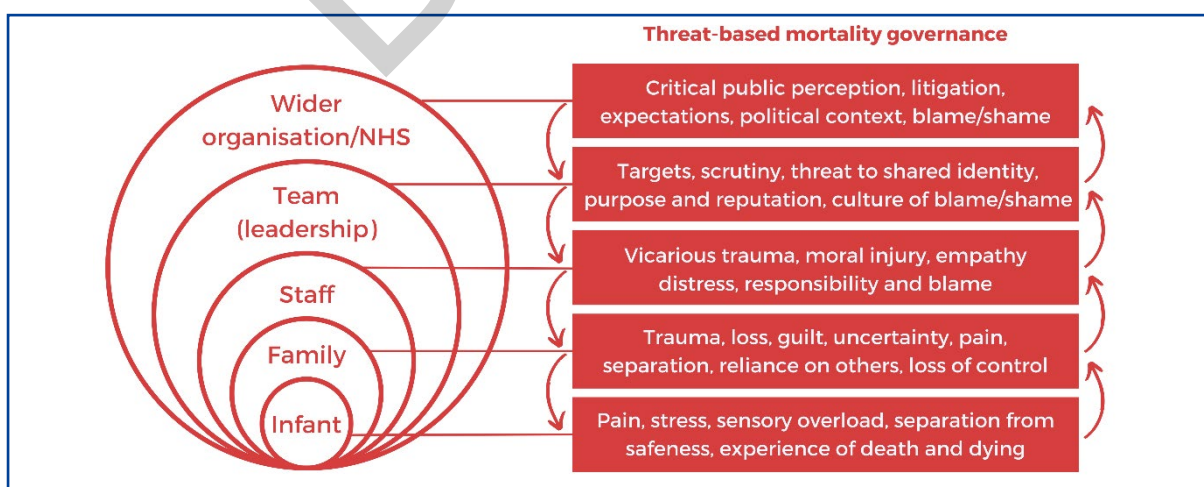 Threat-based mortality governance
Wider
organisation/NHS
Team
(leadership)
Staff
Family
Infant
Critical public perception, litigation,
expectations, political context, blame/shame
Targets, scrutiny, threat to shared identity,
purpose and reputation, culture of blame/shame
Vicarious trauma, moral injury, empathy
distress, responsibility and blame
Trauma, loss, guilt, uncertainty, pain,
separation, reliance on others, loss of control
Pain, stress, sensory overload, separation from
safeness, experience of death and dying